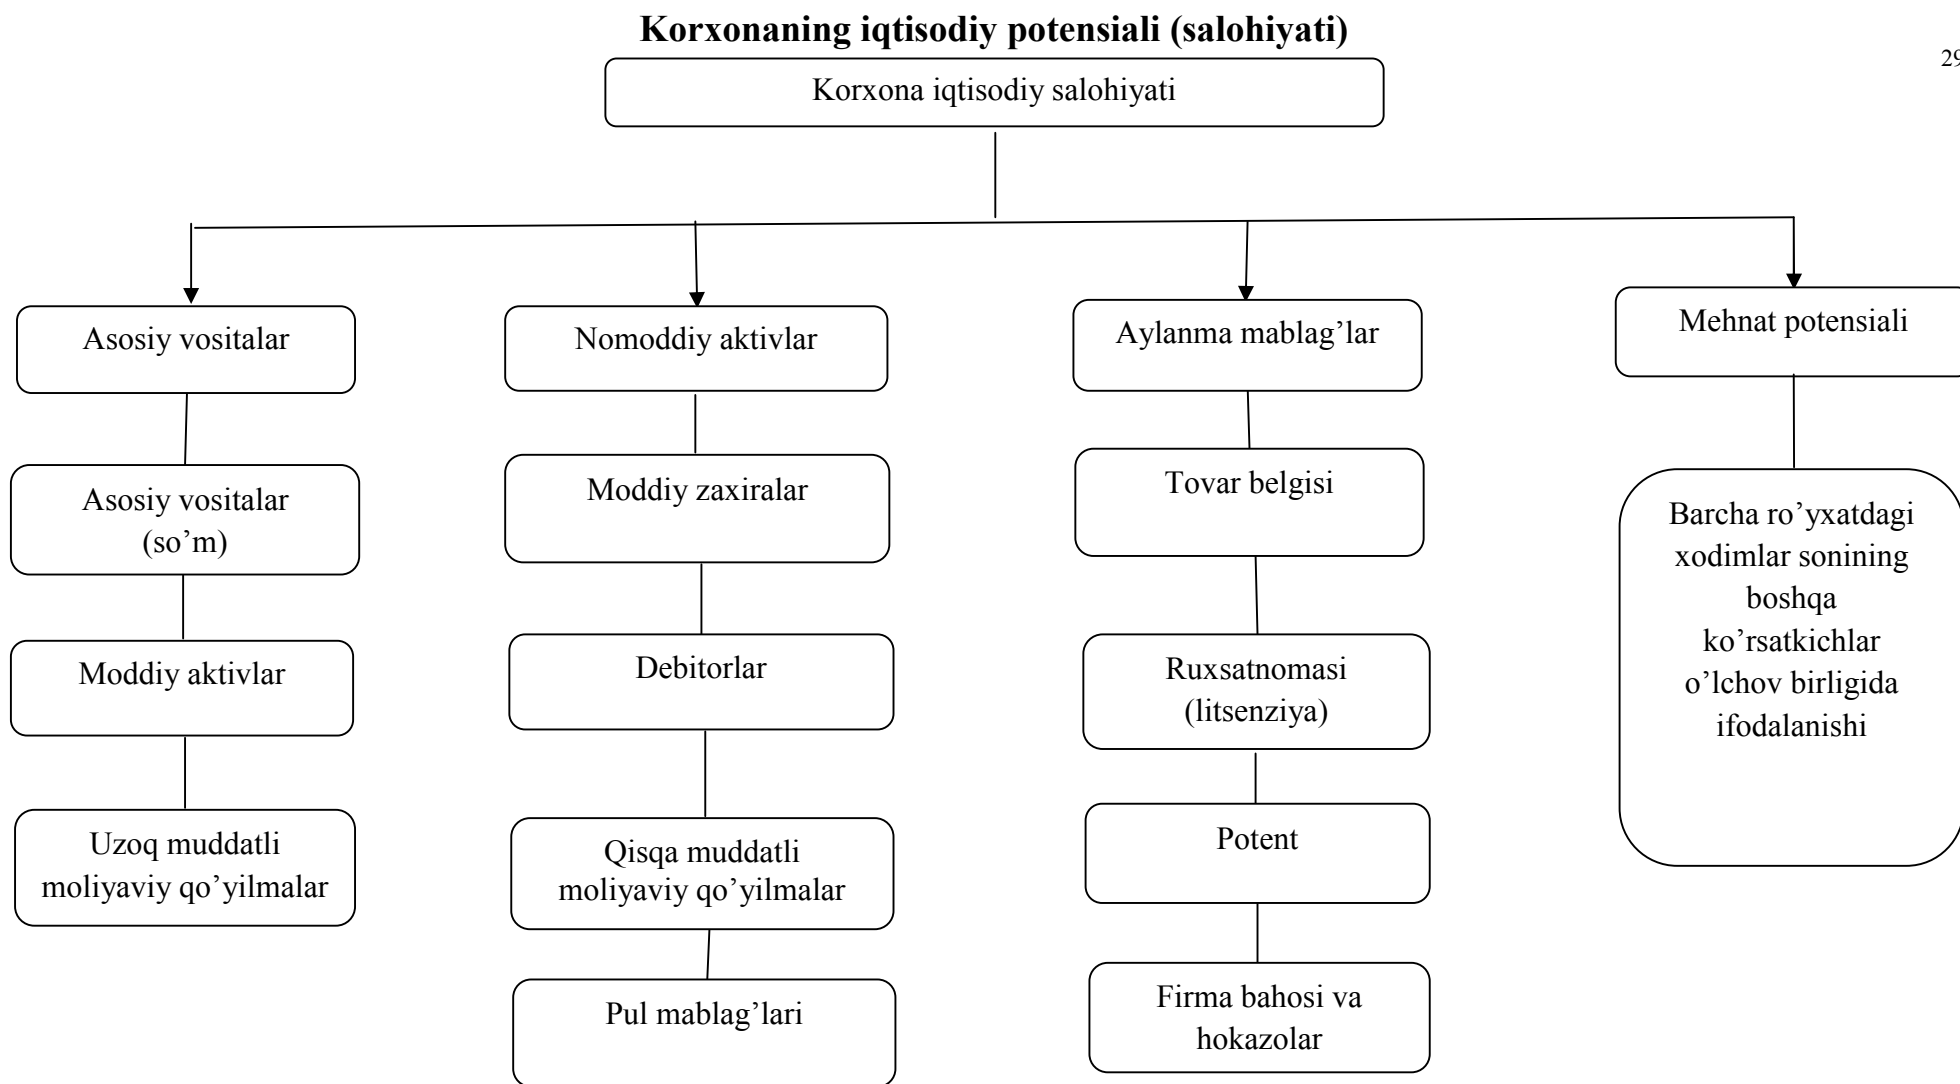 Korxonaning iqtisodiy potensiali (salohiyati)
29
Korxona iqtisodiy salohiyati
Asosiy vositalar
Nomoddiy aktivlar
Aylanma mablag’lar
Mehnat potensiali
Asosiy vositalar
(so’m)
Moddiy aktivlar
Uzoq muddatli
moliyaviy qo’yilmalar
Moddiy zaxiralar
Debitorlar
Qisqa muddatli
moliyaviy qo’yilmalar
Pul mablag’lari
Tovar belgisi
Ruxsatnomasi
(litsenziya)
Potent
Firma bahosi va
hokazolar
Barcha ro’yxatdagi
xodimlar sonining
boshqa
ko’rsatkichlar
o’lchov birligida
ifodalanishi